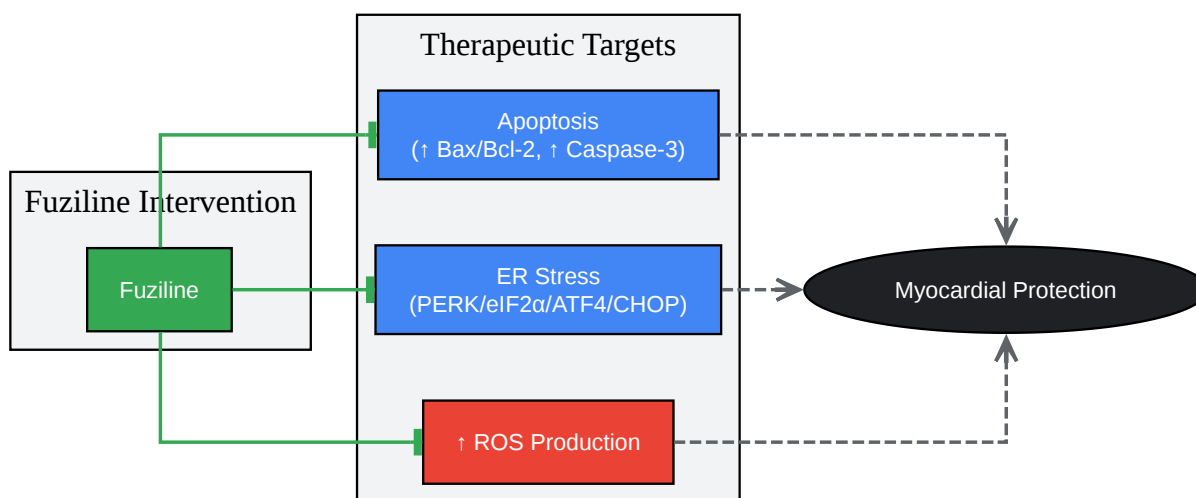 Therapeutic Targets
Apoptosis
(↑ Bax/Bcl-2, ↑ Caspase-3)
Fuziline Intervention
Fuziline
ER Stress
(PERK/eIF2α/ATF4/CHOP)
Myocardial Protection
↑ ROS Production